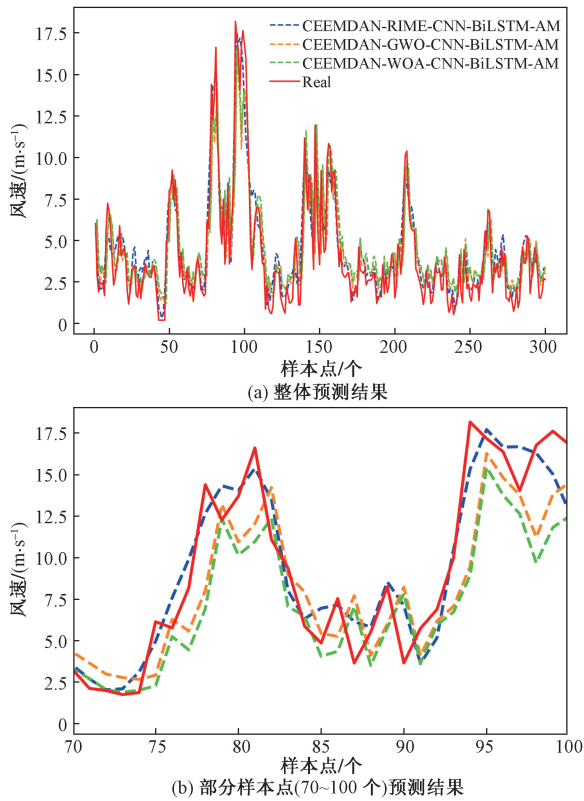 17.5
15.0
12.5
10.0
7.5
5.0
2.5
0
风速/(m·s⁻¹)
CEEMDAN-RIME-CNN-BiLSTM-AM
CEEMDAN-GWO-CNN-BiLSTM-AM
CEEMDAN-WOA-CNN-BiLSTM-AM
Real
0 50 100 150 200 250 300
样本点/个
(a) 整体预测结果
17.5
15.0
12.5
10.0
7.5
5.0
2.5
0
风速/(m·s⁻¹)
70 75 80 85 90 95 100
样本点/个
(b) 部分样本点(70~100 个)预测结果